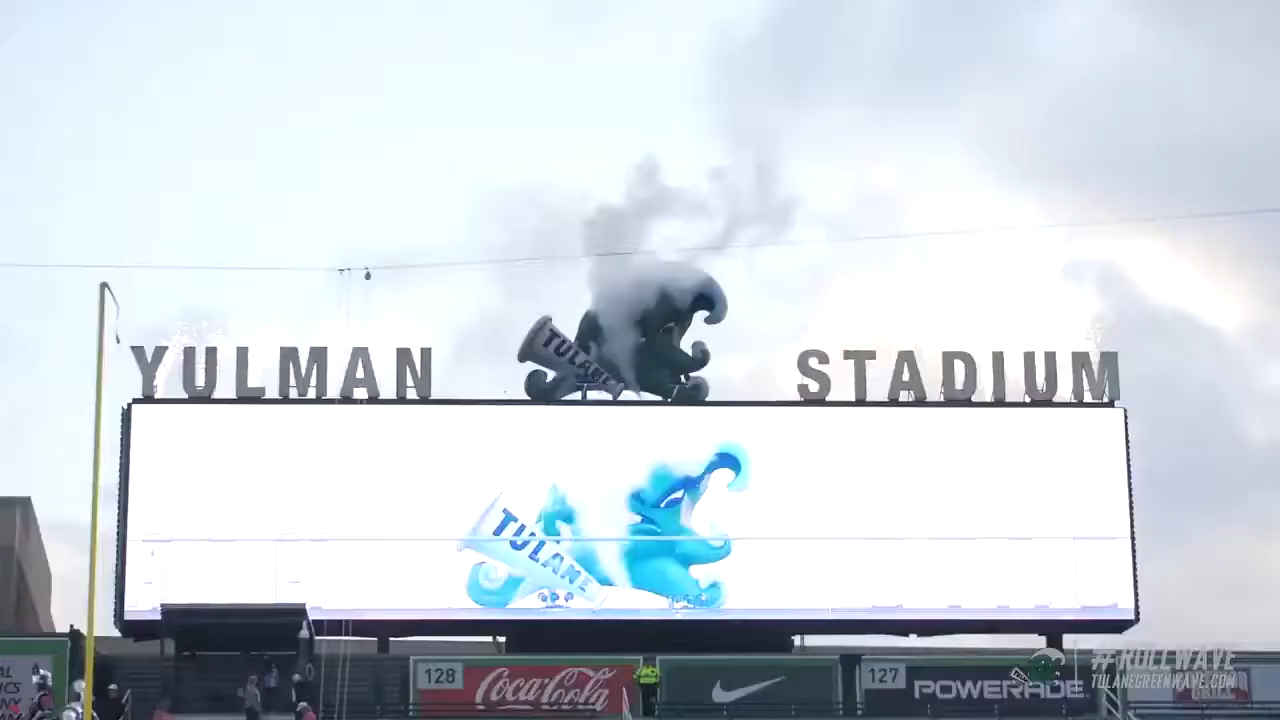 YULMAN STADIUM
TULANE
TULANE
128
Coca-Cola
127
POWERADE
#ROLLWAVE
TULANEGREENWAVE.COM